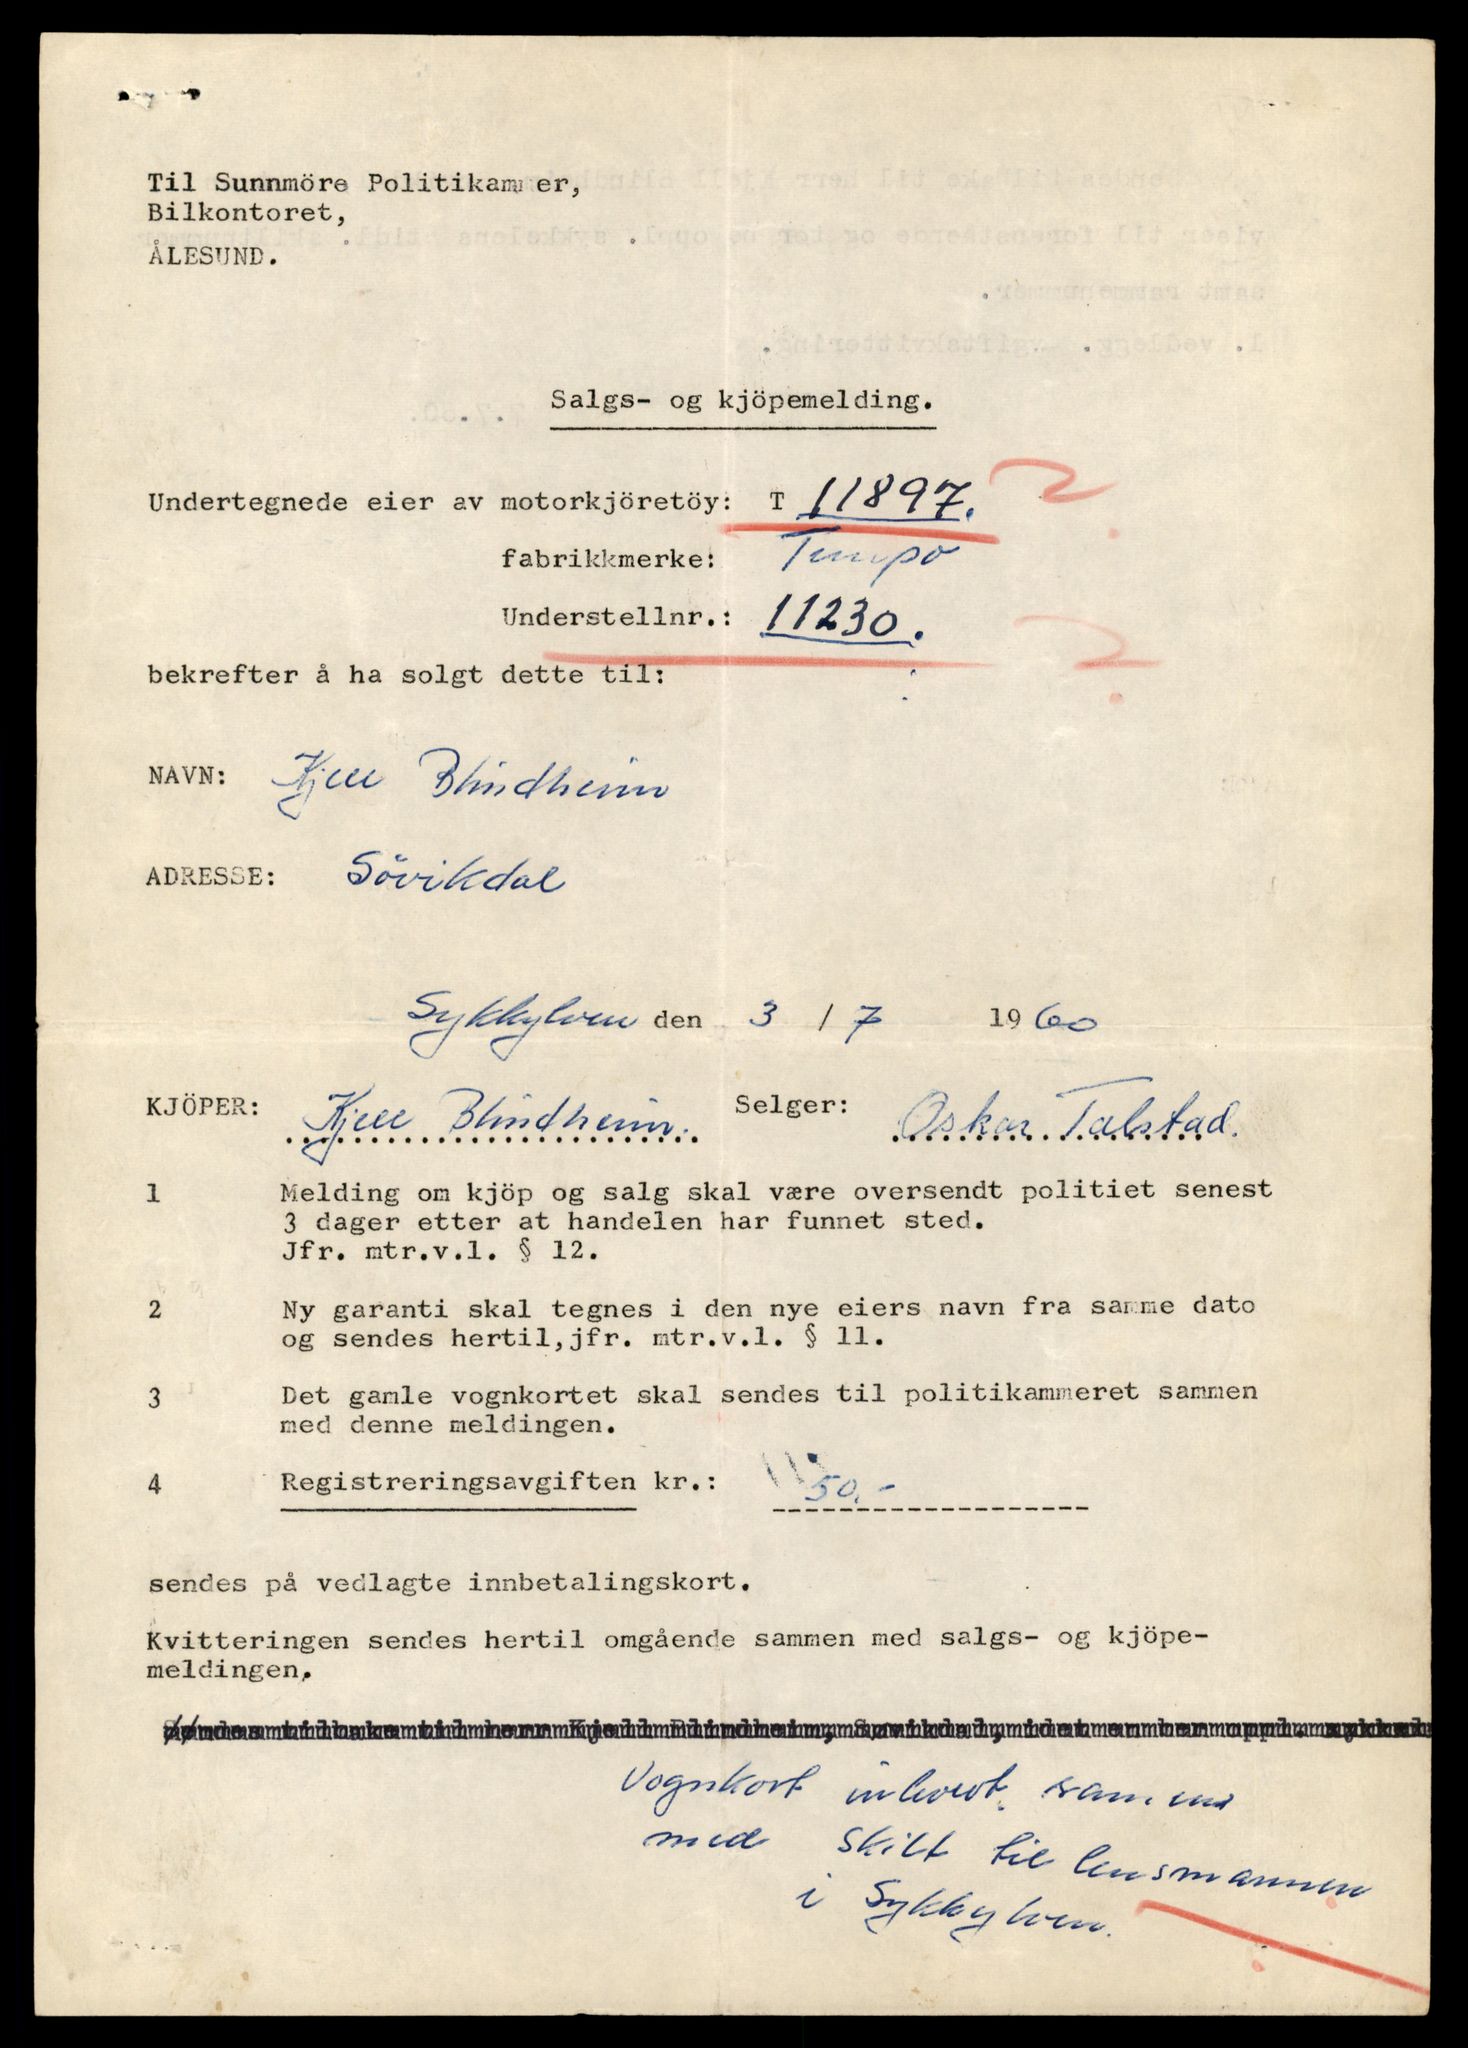 Til Sunnmöre Politikammer,
Bilkontoret,
ÅLESUND.
Salgs- og kjöpemelding.
Undertegnede eier av motorkjöretöy: T 11897.
fabrikkmerke: Tempo
Understellnr.: 11230.
bekrefter å ha solgt dette til:
NAVN: Kjell Blindheim
ADRESSE: Sövikdal
Sykkylven den 3 / 7 1960
KJÖPER: Kjell Blindheim. Selger: Oskar Talstad.
1 Melding om kjöp og salg skal være oversendt politiet senest
3 dager etter at handelen har funnet sted.
Jfr. mtr.v.l. § 12.
2 Ny garanti skal tegnes i den nye eiers navn fra samme dato
og sendes hertil,jfr. mtr.v.l. § 11.
3 Det gamle vognkortet skal sendes til politikammeret sammen
med denne meldingen.
4 Registreringsavgiften kr.: 50.-
sendes på vedlagte innbetalingskort.
Kvitteringen sendes hertil omgående sammen med salgs- og kjöpe-
meldingen.
Vognkort inlevert. sammen
med skilt til lensmannen
i Sykkylven.